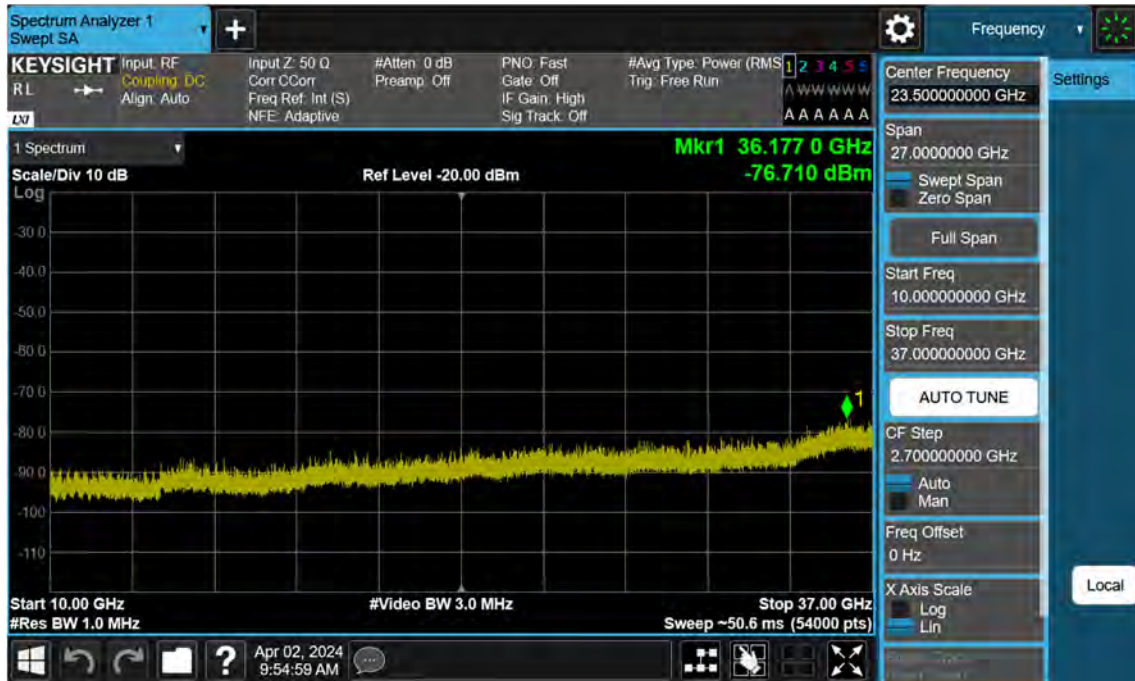 Spectrum Analyzer 1
Swept SA
+
Frequency
KEYSIGHT
RL
LXI
Input: RF
Coupling: DC
Align: Auto
Input Z: 50 Ω
Corr CCorr
Freq Ref: Int (S)
NFE: Adaptive
#Atten: 0 dB
Preamp: Off
PNO: Fast
Gate: Off
IF Gain: High
Sig Track: Off
#Avg Type: Power (RMS
Trig: Free Run
1 2 3 4 5 6
A W W W W W
A A A A A A
1 Spectrum
Mkr1 36.177 0 GHz
Scale/Div 10 dB
Ref Level -20.00 dBm
-76.710 dBm
Log
-30.0
-40.0
-50.0
-60.0
-70.0
1
-80.0
-90.0
-100
-110
Start 10.00 GHz
#Video BW 3.0 MHz
Stop 37.00 GHz
#Res BW 1.0 MHz
Sweep ~50.6 ms (54000 pts)
?
Apr 02, 2024
9:54:59 AM
Center Frequency
23.500000000 GHz
Settings
Span
27.0000000 GHz
Swept Span
Zero Span
Full Span
Start Freq
10.000000000 GHz
Stop Freq
37.000000000 GHz
AUTO TUNE
CF Step
2.700000000 GHz
Auto
Man
Freq Offset
0 Hz
X Axis Scale
Log
Lin
Local